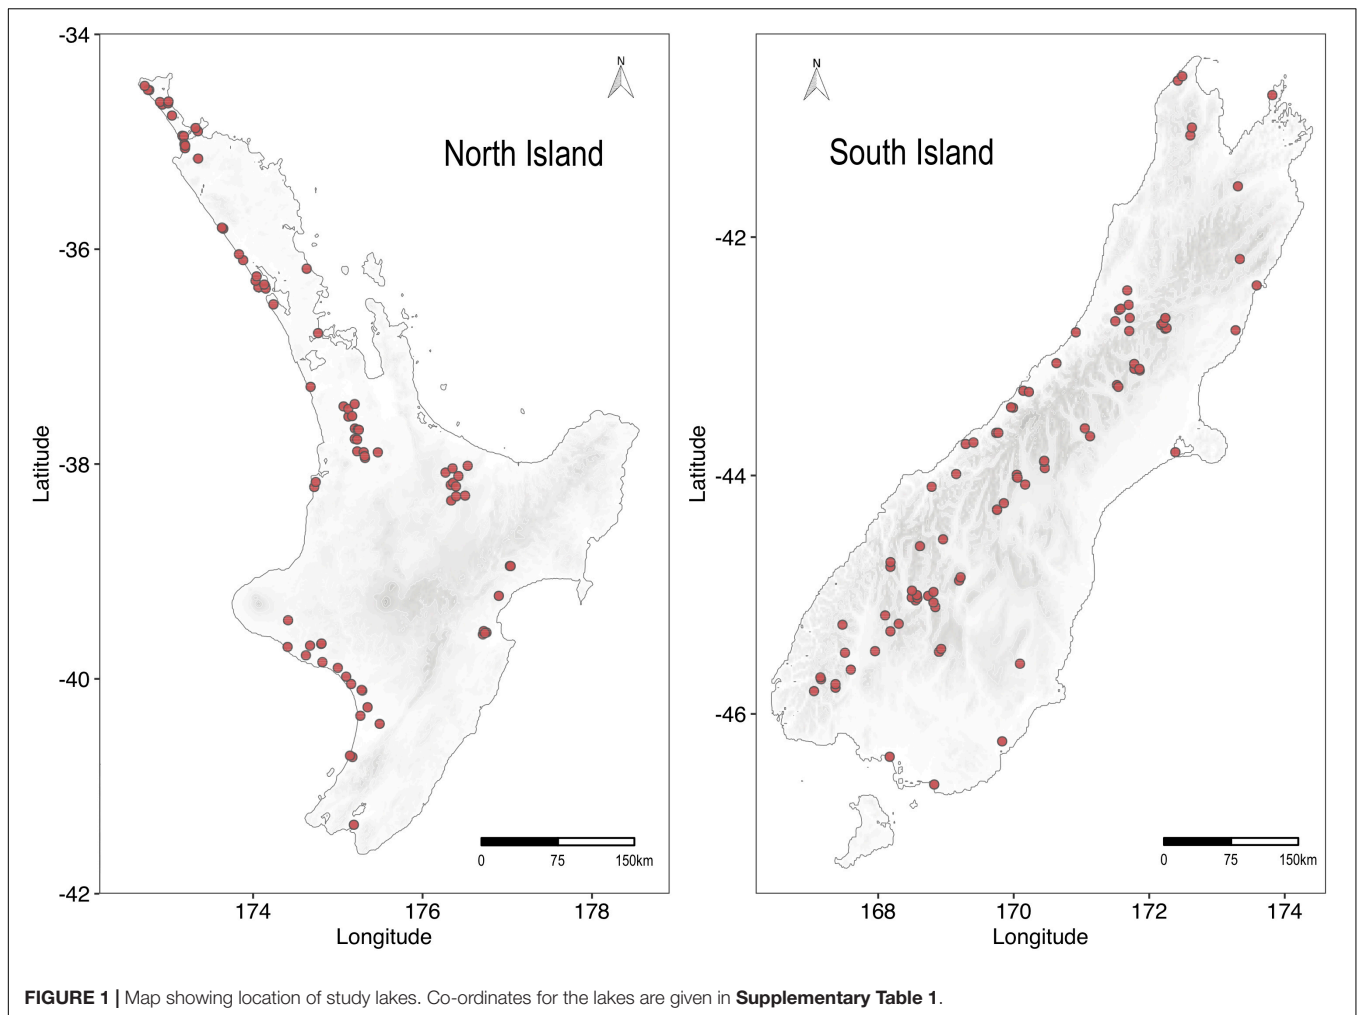 -34
-36
-38
-40
-42
Latitude
174
176
178
Longitude
N
North Island
0
75
150km
-42
-44
-46
Latitude
168
170
172
174
Longitude
N
South Island
0
75
150km
FIGURE 1 | Map showing location of study lakes. Co-ordinates for the lakes are given in Supplementary Table 1.